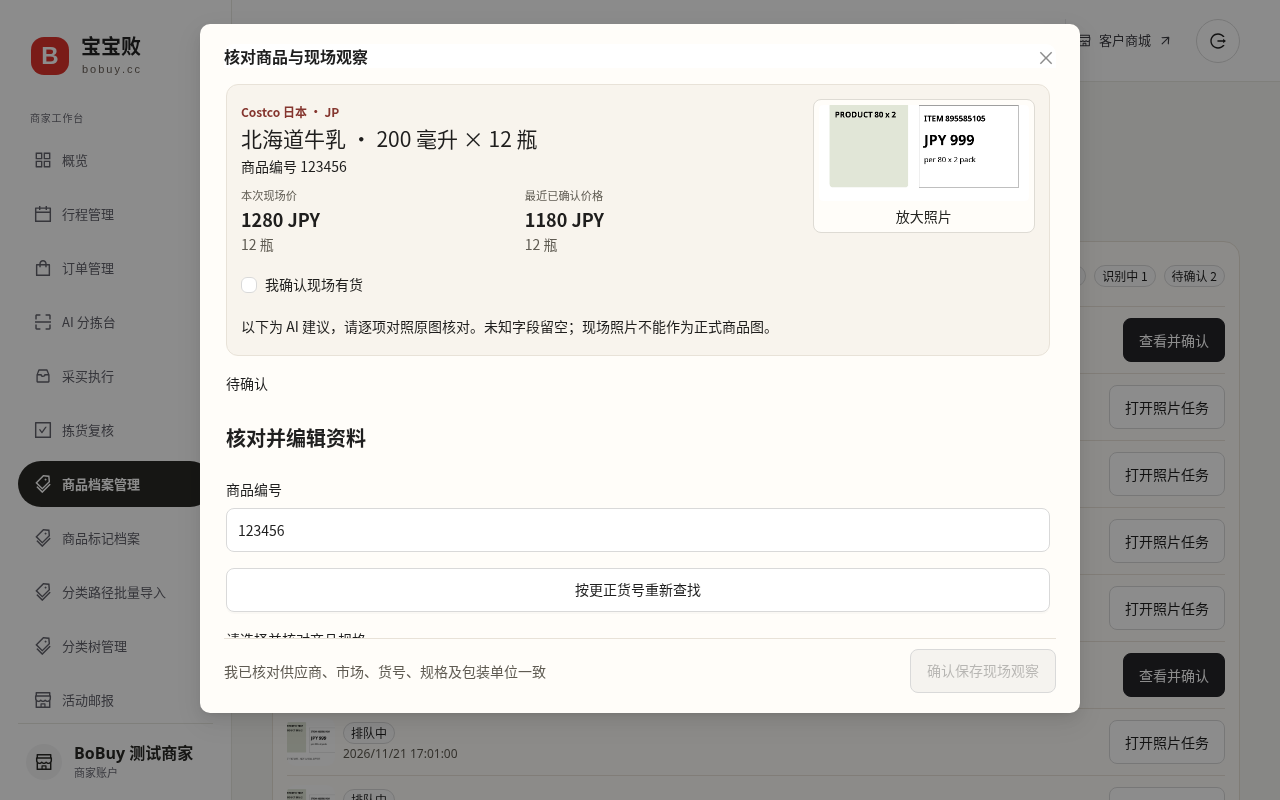 B
宝宝败
bobuy.cc
商家工作台
概览
行程管理
订单管理
AI 分拣台
采买执行
拣货复核
商品档案管理
商品标记档案
分类路径批量导入
分类树管理
活动邮报
BoBuy 测试商家
商家账户
客户商城
识别中 1
待确认 2
查看并确认
打开照片任务
打开照片任务
打开照片任务
打开照片任务
查看并确认
打开照片任务
排队中
2026/11/21 17:01:00
排队中
核对商品与现场观察
Costco 日本 · JP
北海道牛乳 · 200 毫升 × 12 瓶
商品编号 123456
本次现场价
1280 JPY
12 瓶
最近已确认价格
1180 JPY
12 瓶
PRODUCT 80 x 2
ITEM 895585105
JPY 999
per 80 x 2 pack
放大照片
我确认现场有货
以下为 AI 建议，请逐项对照原图核对。未知字段留空；现场照片不能作为正式商品图。
待确认
核对并编辑资料
商品编号
123456
按更正货号重新查找
请选择并核对商品规格
我已核对供应商、市场、货号、规格及包装单位一致
确认保存现场观察